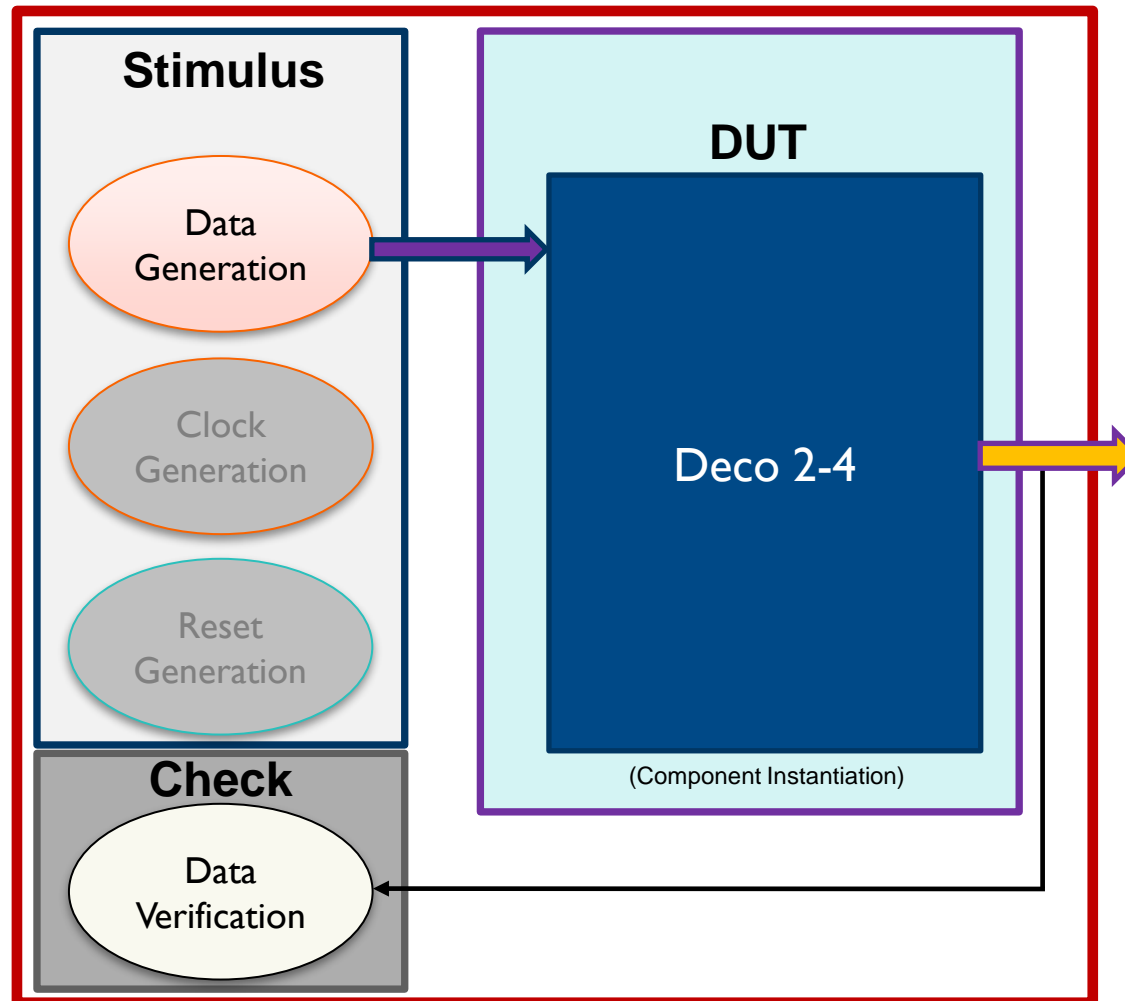 Stimulus
Data
Generation
Clock
Generation
Reset
Generation
Check
Data
Verification
DUT
Deco 2-4
(Component Instantiation)